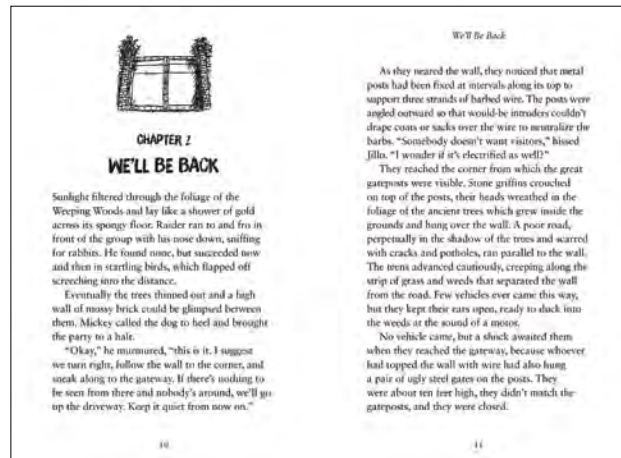 CHAPTER 2
WE'LL BE BACK
Sunlight filtered through the foliage of the
Weeping Woods and lay like a shower of gold
across its spongy floor. Raider ran to and fro in
front of the group with his nose down, sniffing
for rabbits. He found none, but succeeded now
and then in startling birds, which flapped off
screeching into the distance.
Eventually the trees thinned out and a high
wall of mossy brick could be glimpsed between
them. Mickey called the dog to heel and brought
the party to a halt.
"Okay," he murmured, "this is it. I suggest
we turn right, follow the wall to the corner, and
sneak along to the gateway. If there's nothing to
be seen from there and nobody's around, we'll go
up the driveway. Keep it quiet from now on."
10
We'll Be Back
As they neared the wall, they noticed that metal
posts had been fixed at intervals along its top to
support three strands of barbed wire. The posts were
angled outward so that would-be intruders couldn't
drape coats or sacks over the wire to neutralize the
barbs. "Somebody doesn't want visitors," hissed
Jillo. "I wonder if it's electrified as well?"
They reached the corner from which the great
gateposts were visible. Stone griffins crouched
on top of the posts, their heads wreathed in the
foliage of the ancient trees which grew inside the
grounds and hung over the wall. A poor road,
perpetually in the shadow of the trees and scarred
with cracks and potholes, ran parallel to the wall.
The teens advanced cautiously, creeping along the
strip of grass and weeds that separated the wall
from the road. Few vehicles ever came this way,
but they kept their ears open, ready to duck into
the weeds at the sound of a motor.
No vehicle came, but a shock awaited them
when they reached the gateway, because whoever
had topped the wall with wire had also hung
a pair of ugly steel gates on the posts. They
were about ten feet high, they didn't match the
gateposts, and they were closed.
11